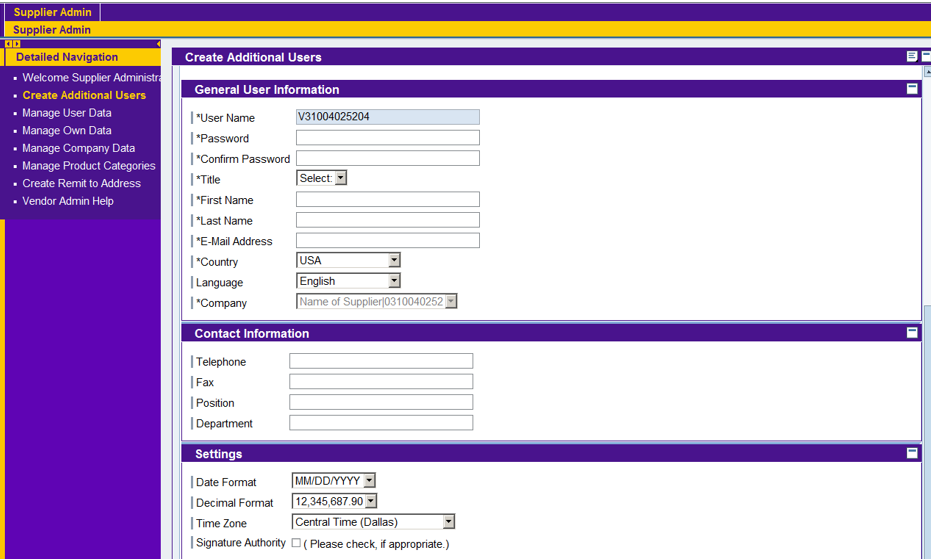 Supplier Admin
Supplier Admin
Detailed Navigation
Welcome Supplier Administra
Create Additional Users
Manage User Data
Manage Own Data
Manage Company Data
Manage Product Categories
Create Remit to Address
Vendor Admin Help
Create Additional Users
General User Information
*User Name V31004025204
*Password
*Confirm Password
*Title Select:
*First Name
*Last Name
*E-Mail Address
*Country USA
Language English
*Company Name of Supplier|0310040252
Contact Information
Telephone
Fax
Position
Department
Settings
Date Format MM/DD/YYYY
Decimal Format 12,345,687.90
Time Zone Central Time (Dallas)
Signature Authority ( Please check, if appropriate.)